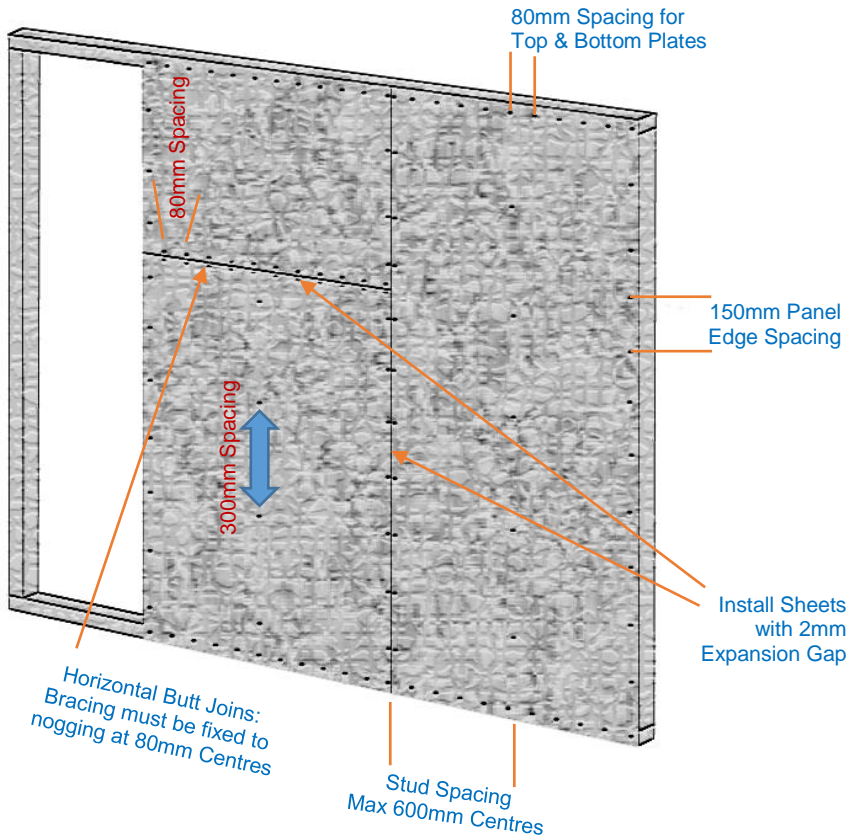 80mm Spacing for
Top & Bottom Plates
80mm Spacing
150mm Panel
Edge Spacing
300mm Spacing
Install Sheets
with 2mm
Expansion Gap
Horizontal Butt Joins:
Bracing must be fixed to
nogging at 80mm Centres
Stud Spacing
Max 600mm Centres